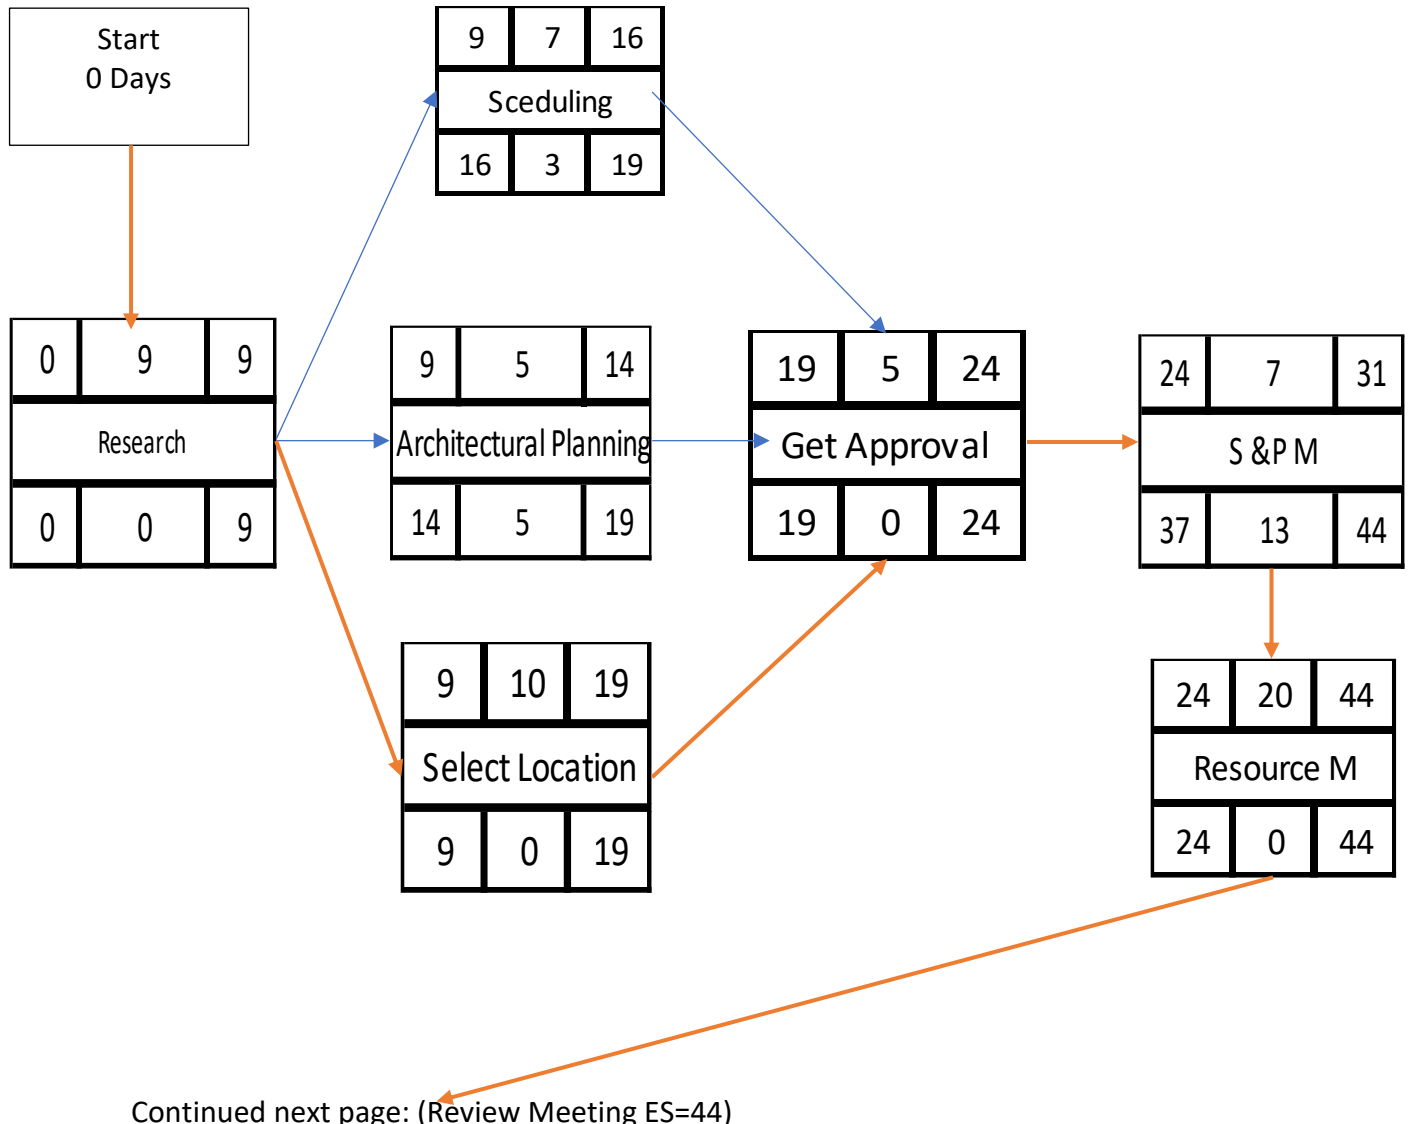 Start
0 Days
9 7 16
Sceduling
16 3 19
0 9 9
Research
0 0 9
9 5 14
Architectural Planning
14 5 19
19 5 24
Get Approval
19 0 24
24 7 31
S &P M
37 13 44
9 10 19
Select Location
9 0 19
24 20 44
Resource M
24 0 44
Continued next page: (Review Meeting ES=44)